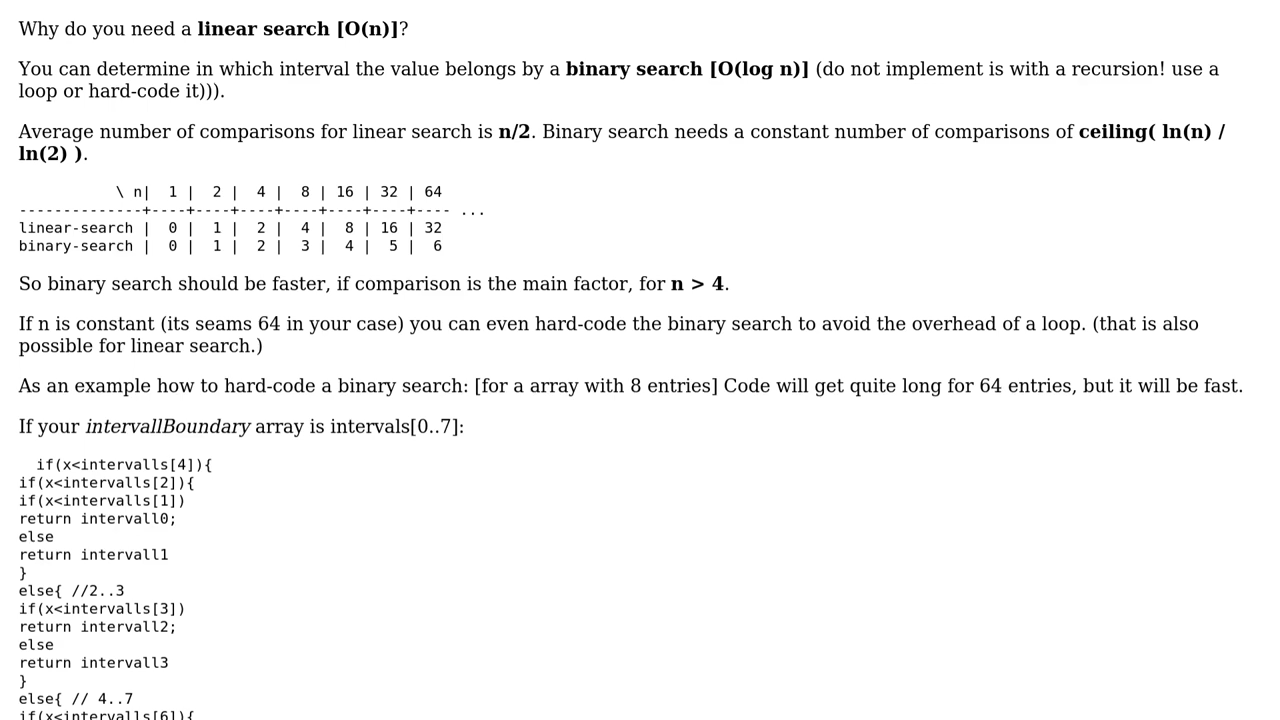 Why do you need a linear search [O(n)]?
You can determine in which interval the value belongs by a binary search [O(log n)] (do not implement is with a recursion! use a
loop or hard-code it))).
Average number of comparisons for linear search is n/2. Binary search needs a constant number of comparisons of ceiling( ln(n) /
ln(2) ).
           \ n|  1 |  2 |  4 |  8 | 16 | 32 | 64
--------------+----+----+----+----+----+----+---- ...
linear-search |  0 |  1 |  2 |  4 |  8 | 16 | 32
binary-search |  0 |  1 |  2 |  3 |  4 |  5 |  6
So binary search should be faster, if comparison is the main factor, for n > 4.
If n is constant (its seams 64 in your case) you can even hard-code the binary search to avoid the overhead of a loop. (that is also
possible for linear search.)
As an example how to hard-code a binary search: [for a array with 8 entries] Code will get quite long for 64 entries, but it will be fast.
If your intervallBoundary array is intervals[0..7]:
  if(x<intervalls[4]){
if(x<intervalls[2]){
if(x<intervalls[1])
return intervall0;
else
return intervall1
}
else{ //2..3
if(x<intervalls[3])
return intervall2;
else
return intervall3
}
else{ // 4..7
if(x<intervalls[6]){